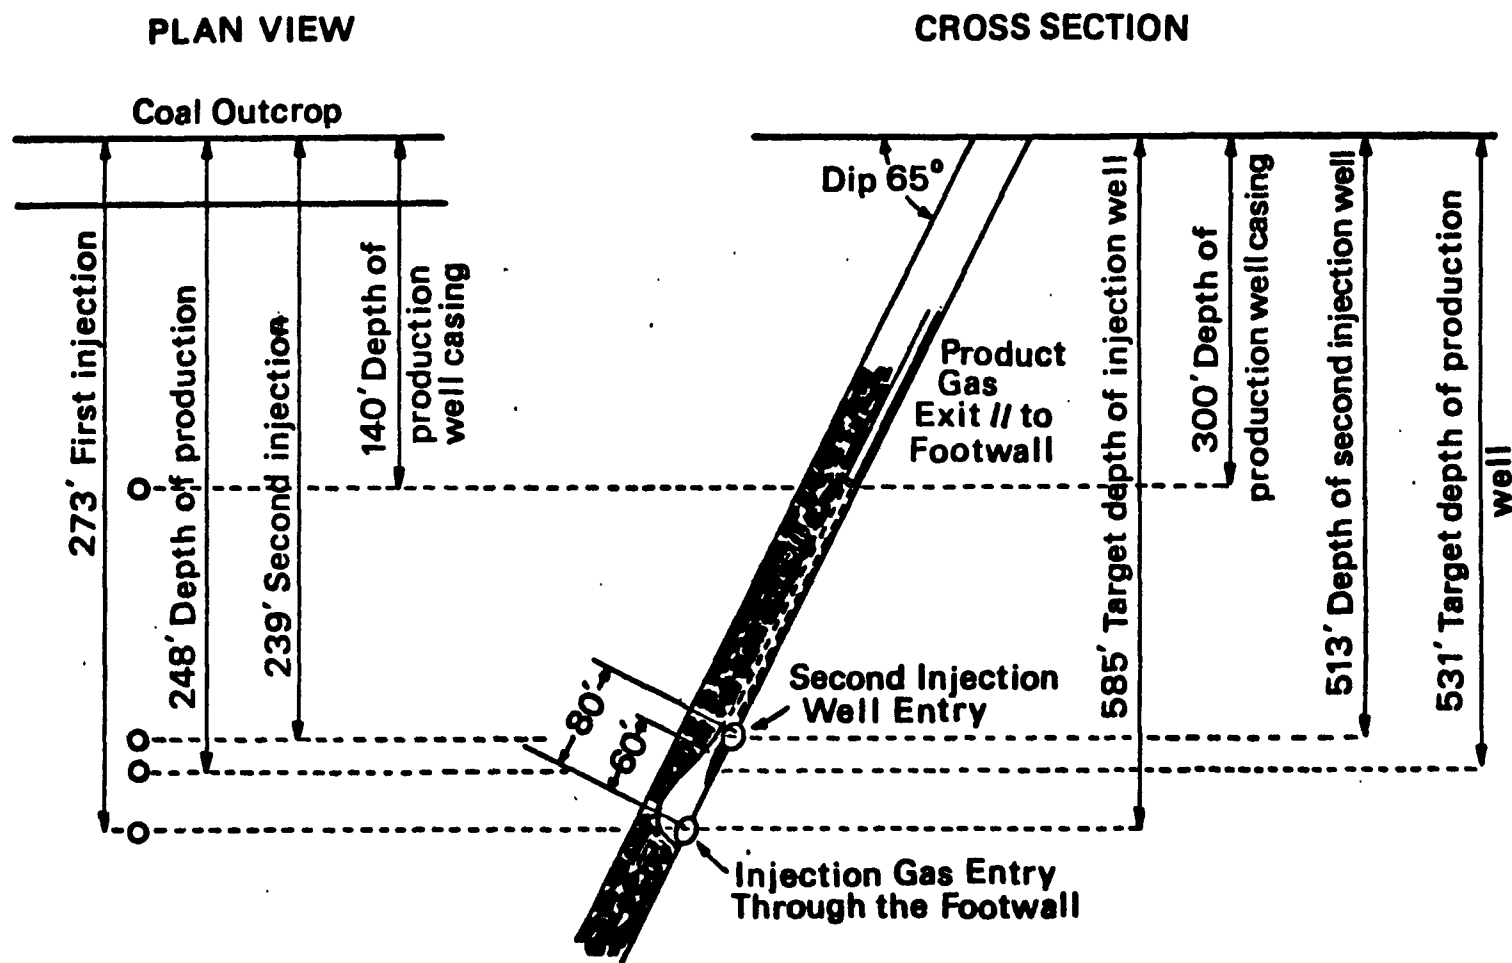 PLAN VIEW
CROSS SECTION
Coal Outcrop
273′ First injection
248′ Depth of production
239′ Second injection
140′ Depth of
production
well casing
Dip 65°
Product
Gas
Exit // to
Footwall
585′ Target depth of injection well
300′ Depth of
production well casing
513′ Depth of second injection well
531′ Target depth of production
well
80′
60′
Second Injection
Well Entry
Injection Gas Entry
Through the Footwall